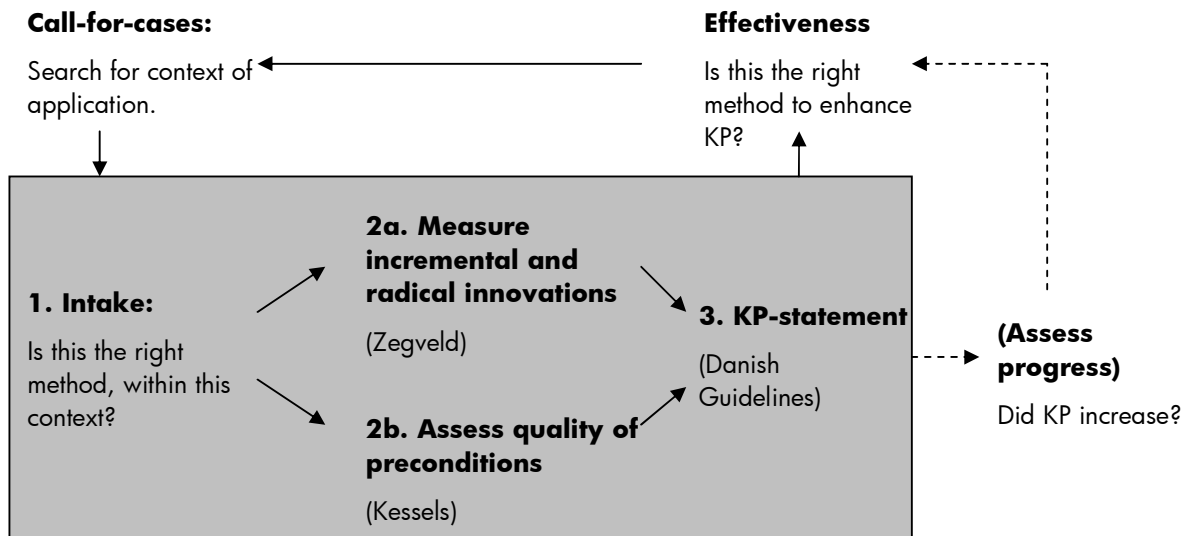 Call-for-cases:
Search for context of
application.
Effectiveness
Is this the right
method to enhance
KP?
1. Intake:
Is this the right
method, within this
context?
2a. Measure
incremental and
radical innovations
(Zegveld)
2b. Assess quality of
preconditions
(Kessels)
3. KP-statement
(Danish
Guidelines)
(Assess
progress)
Did KP increase?